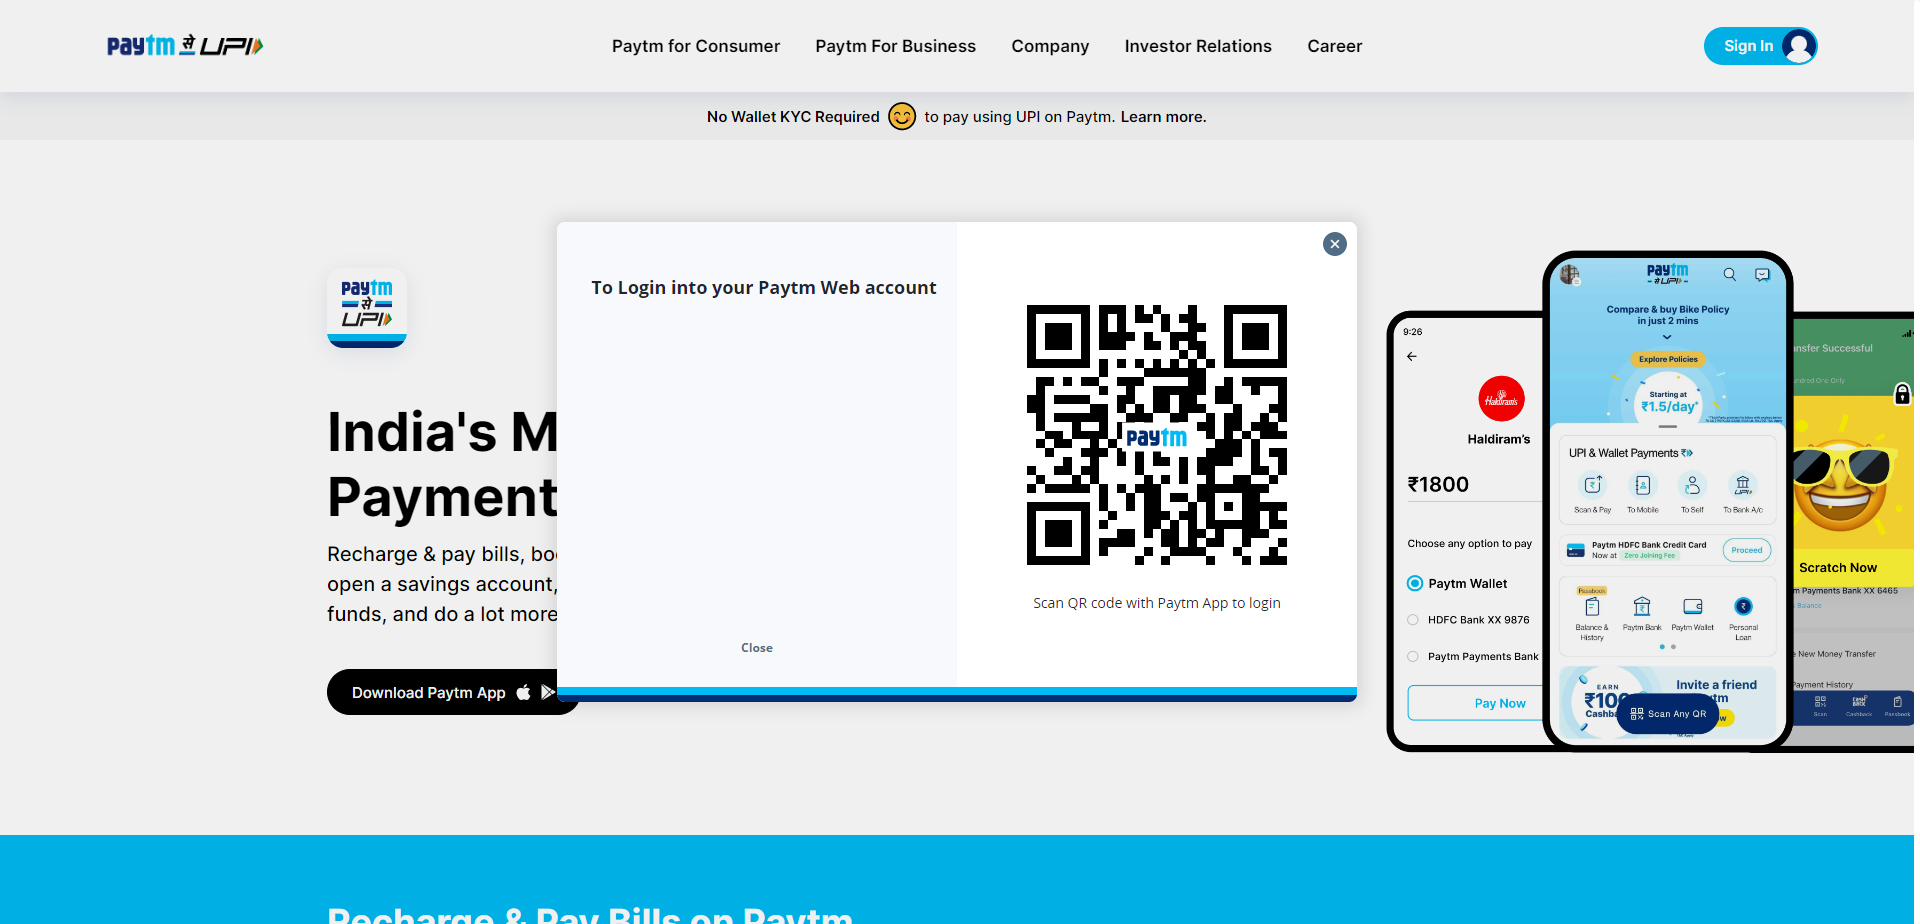 paytm से UPI
Paytm for Consumer
Paytm For Business
Company
Investor Relations
Career
Sign In
No Wallet KYC Required to pay using UPI on Paytm. Learn more.
paytm
से
UPI
India's M
Payment
Recharge & pay bills, boo
open a savings account,
funds, and do a lot more
Download Paytm App
To Login into your Paytm Web account
Close
paytm
Scan QR code with Paytm App to login
9:26
Haldiram's
Haldiram's
₹1800
Choose any option to pay
Paytm Wallet
HDFC Bank XX 9876
Paytm Payments Bank
Pay Now
paytm
से UPI
Compare & buy Bike Policy
in just 2 mins
Explore Policies
Starting at
₹1.5/day*
UPI & Wallet Payments
Scan & Pay
To Mobile
To Self
To Bank A/c
Paytm HDFC Bank Credit Card
Now at Zero Joining Fee
Proceed
Passbook
Balance &
History
Paytm Bank
Paytm Wallet
Personal
Loan
EARN
₹100
Cashba
Invite a friend
tm
Scan Any QR
nsfer Successful
undred One Only
Scratch Now
m Payments Bank XX 6465
Balance
New Money Transfer
Payment History
Scan
Cashback
Passbook
Recharge & Pay Bills on Paytm